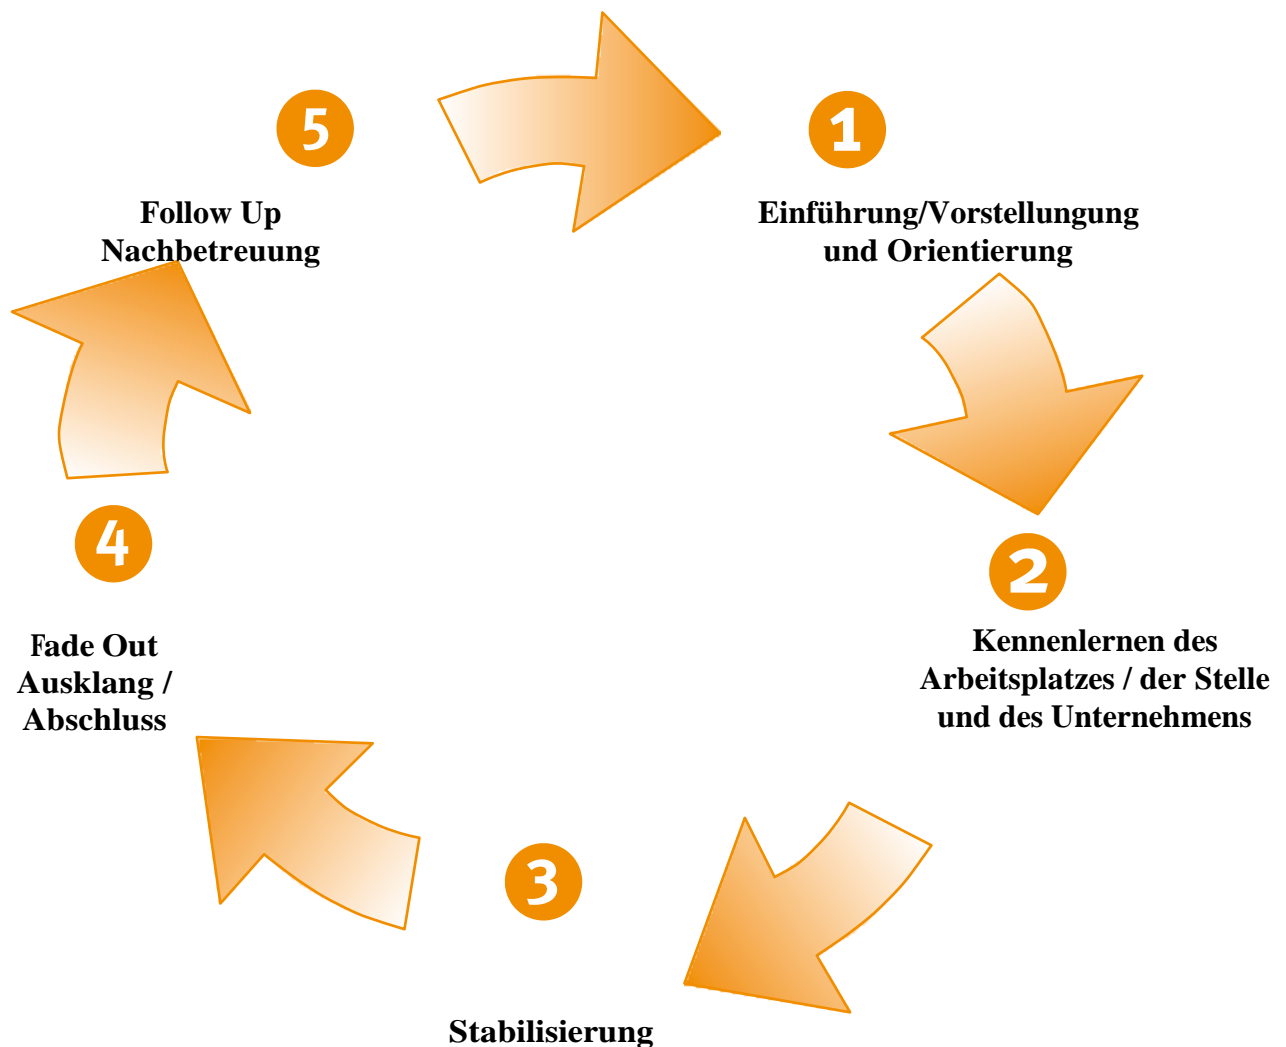 1
Einführung/Vorstellungung
und Orientierung
2
Kennenlernen des
Arbeitsplatzes / der Stelle
und des Unternehmens
3
Stabilisierung
4
Fade Out
Ausklang /
Abschluss
5
Follow Up
Nachbetreuung